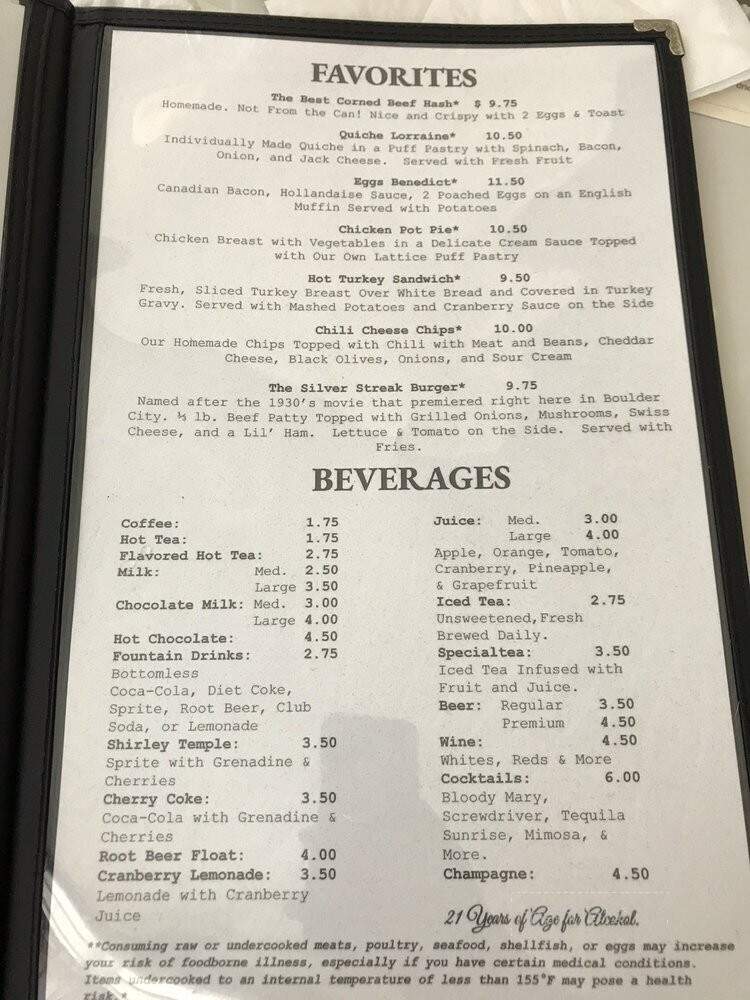 FAVORITES
The Best Corned Beef Hash* $ 9.75
Homemade. Not From the Can! Nice and Crispy with 2 Eggs & Toast
Quiche Lorraine* 10.50
Individually Made Quiche in a Puff Pastry with Spinach, Bacon,
Onion, and Jack Cheese. Served with Fresh Fruit
Eggs Benedict* 11.50
Canadian Bacon, Hollandaise Sauce, 2 Poached Eggs on an English
Muffin Served with Potatoes
Chicken Pot Pie* 10.50
Chicken Breast with Vegetables in a Delicate Cream Sauce Topped
with Our Own Lattice Puff Pastry
Hot Turkey Sandwich* 9.50
Fresh, Sliced Turkey Breast Over White Bread and Covered in Turkey
Gravy. Served with Mashed Potatoes and Cranberry Sauce on the Side
Chili Cheese Chips* 10.00
Our Homemade Chips Topped with Chili with Meat and Beans, Cheddar
Cheese, Black Olives, Onions, and Sour Cream
The Silver Streak Burger* 9.75
Named after the 1930's movie that premiered right here in Boulder
City. ⅓ lb. Beef Patty Topped with Grilled Onions, Mushrooms, Swiss
Cheese, and a Lil' Ham. Lettuce & Tomato on the Side. Served with
Fries.
BEVERAGES
Coffee: 1.75
Hot Tea: 1.75
Flavored Hot Tea: 2.75
Milk: Med. 2.50
Large 3.50
Chocolate Milk: Med. 3.00
Large 4.00
Hot Chocolate: 4.50
Fountain Drinks: 2.75
Bottomless
Coca-Cola, Diet Coke,
Sprite, Root Beer, Club
Soda, or Lemonade
Shirley Temple: 3.50
Sprite with Grenadine &
Cherries
Cherry Coke: 3.50
Coca-Cola with Grenadine &
Cherries
Root Beer Float: 4.00
Cranberry Lemonade: 3.50
Lemonade with Cranberry
Juice
Juice: Med. 3.00
Large 4.00
Apple, Orange, Tomato,
Cranberry, Pineapple,
& Grapefruit
Iced Tea: 2.75
Unsweetened, Fresh
Brewed Daily.
Specialtea: 3.50
Iced Tea Infused with
Fruit and Juice.
Beer: Regular 3.50
Premium 4.50
Wine: 4.50
Whites, Reds & More
Cocktails: 6.00
Bloody Mary,
Screwdriver, Tequila
Sunrise, Mimosa, &
More.
Champagne: 4.50
21 Years of Age for Alcohol.
**Consuming raw or undercooked meats, poultry, seafood, shellfish, or eggs may increase
your risk of foodborne illness, especially if you have certain medical conditions.
Items undercooked to an internal temperature of less than 155°F may pose a health
risk.*